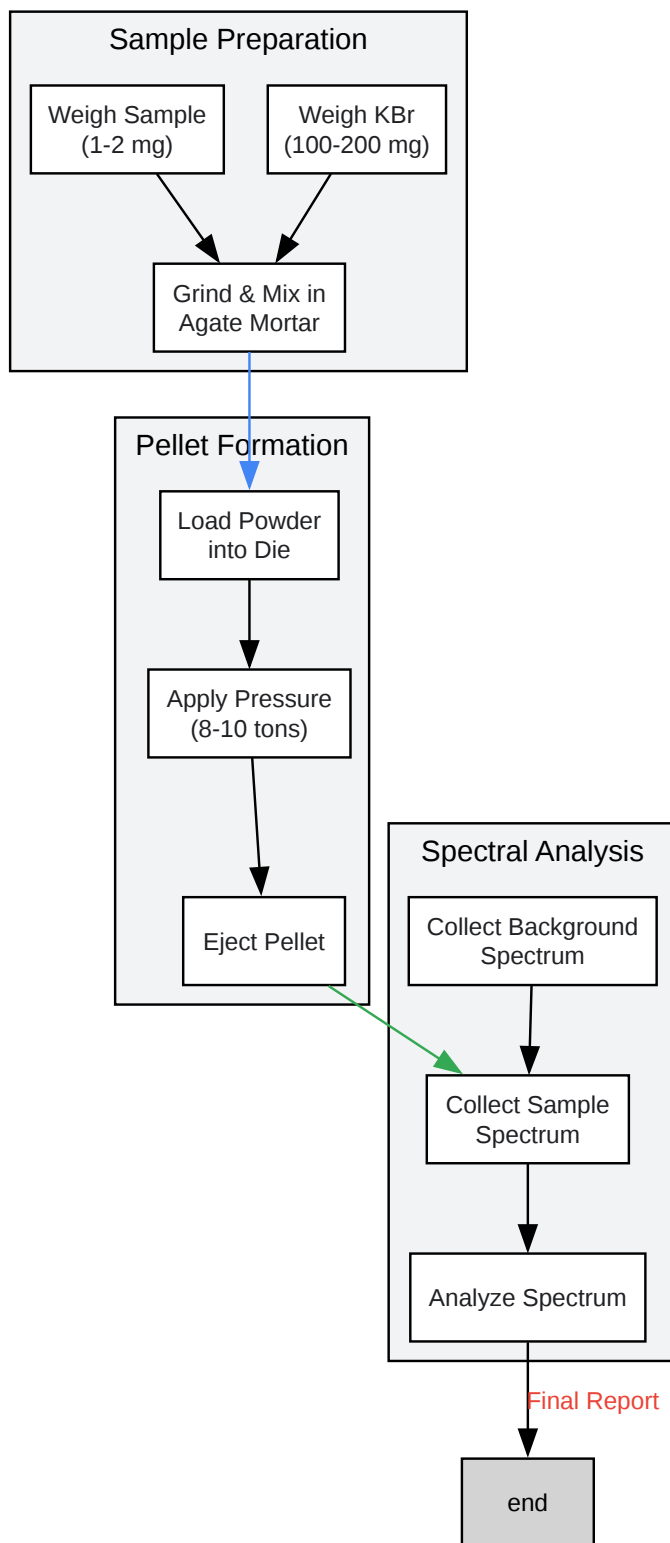 Sample Preparation
Weigh Sample
(1-2 mg)
Weigh KBr
(100-200 mg)
Grind & Mix in
Agate Mortar
Pellet Formation
Load Powder
into Die
Apply Pressure
(8-10 tons)
Eject Pellet
Spectral Analysis
Collect Background
Spectrum
Collect Sample
Spectrum
Analyze Spectrum
Final Report
end